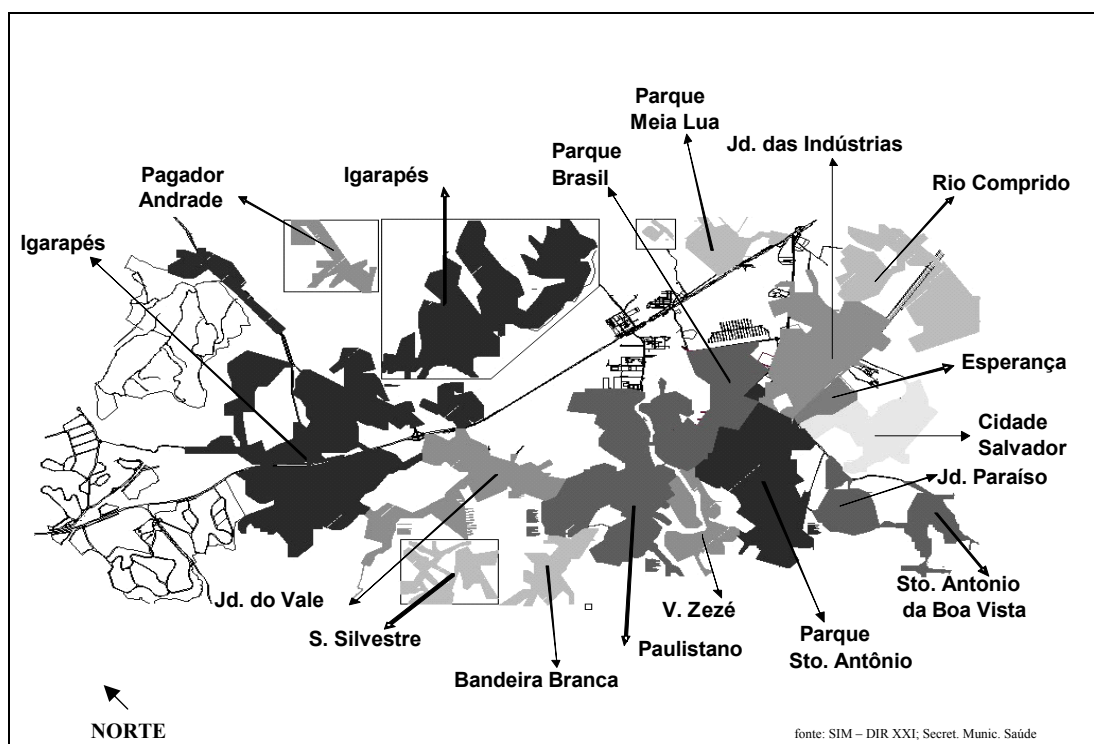 Parque
Meia Lua
Jd. das Indústrias
Parque
Brasil
Igarapés
Pagador
Andrade
Rio Comprido
Igarapés
Esperança
Cidade
Salvador
Jd. Paraíso
Sto. Antonio
da Boa Vista
Jd. do Vale
V. Zezé
S. Silvestre
Paulistano
Parque
Sto. Antônio
Bandeira Branca
NORTE
fonte: SIM – DIR XXI; Secret. Munic. Saúde